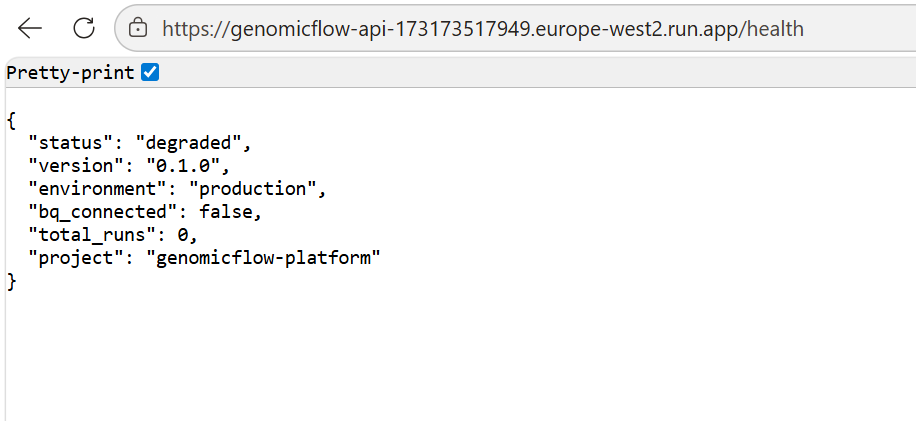 https://genomicflow-api-173173517949.europe-west2.run.app/health
Pretty-print
{
  "status": "degraded",
  "version": "0.1.0",
  "environment": "production",
  "bq_connected": false,
  "total_runs": 0,
  "project": "genomicflow-platform"
}